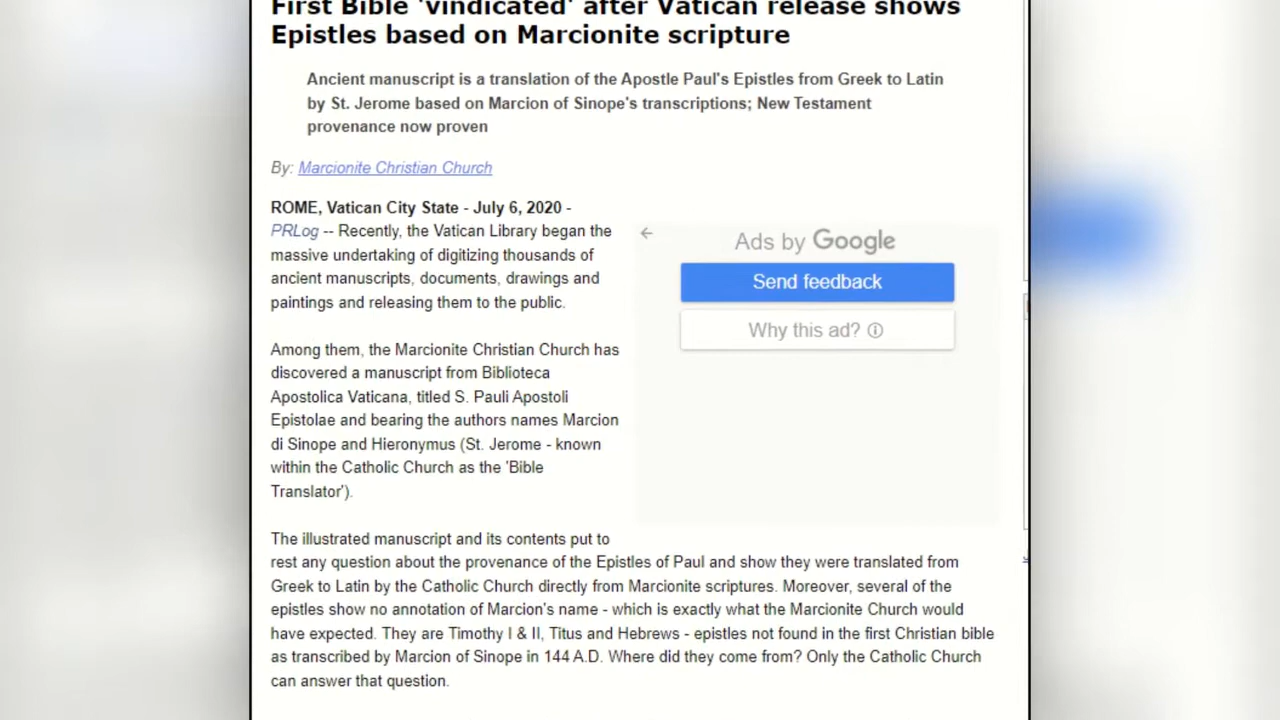 First Bible 'vindicated' after Vatican release shows
Epistles based on Marcionite scripture
Ancient manuscript is a translation of the Apostle Paul's Epistles from Greek to Latin
by St. Jerome based on Marcion of Sinope's transcriptions; New Testament
provenance now proven
By: Marcionite Christian Church
ROME, Vatican City State - July 6, 2020 -
PRLog -- Recently, the Vatican Library began the
massive undertaking of digitizing thousands of
ancient manuscripts, documents, drawings and
paintings and releasing them to the public.
Ads by Google
Send feedback
Why this ad?
Among them, the Marcionite Christian Church has
discovered a manuscript from Biblioteca
Apostolica Vaticana, titled S. Pauli Apostoli
Epistolae and bearing the authors names Marcion
di Sinope and Hieronymus (St. Jerome - known
within the Catholic Church as the 'Bible
Translator').
The illustrated manuscript and its contents put to
rest any question about the provenance of the Epistles of Paul and show they were translated from
Greek to Latin by the Catholic Church directly from Marcionite scriptures. Moreover, several of the
epistles show no annotation of Marcion's name - which is exactly what the Marcionite Church would
have expected. They are Timothy I & II, Titus and Hebrews - epistles not found in the first Christian bible
as transcribed by Marcion of Sinope in 144 A.D. Where did they come from? Only the Catholic Church
can answer that question.